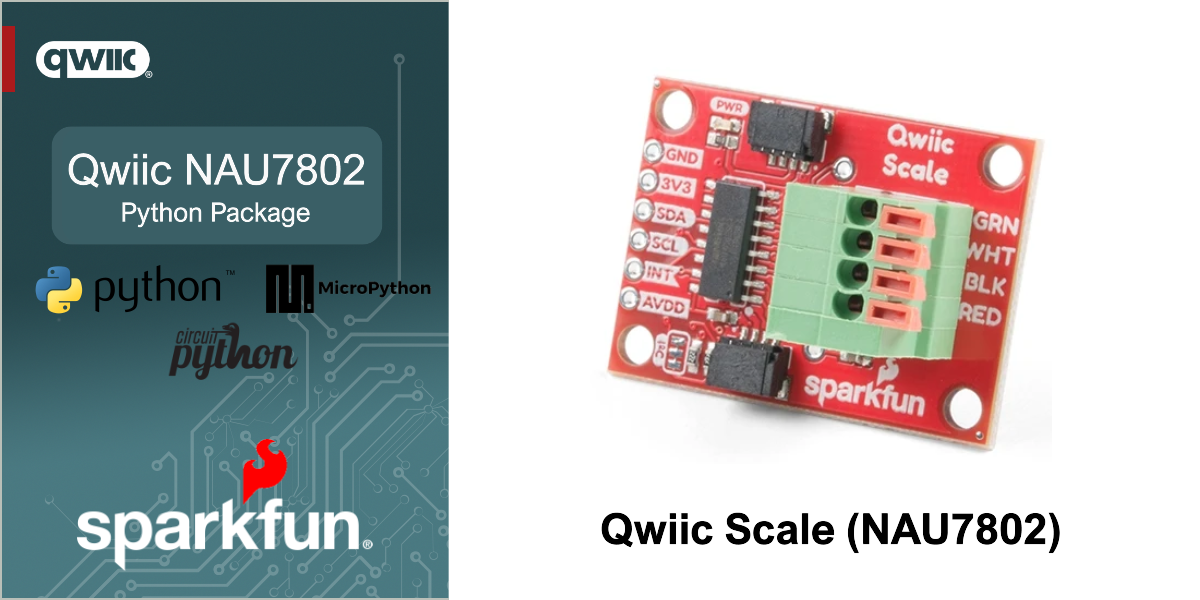 qwiic®
Qwiic NAU7802
Python Package
python™
MicroPython
circuit
python
sparkfun®
PWR
Qwiic
Scale
GND
3V3
SDA
SCL
INT
AVDD
I2C
GRN
WHT
BLK
RED
sparkfun
Qwiic Scale (NAU7802)